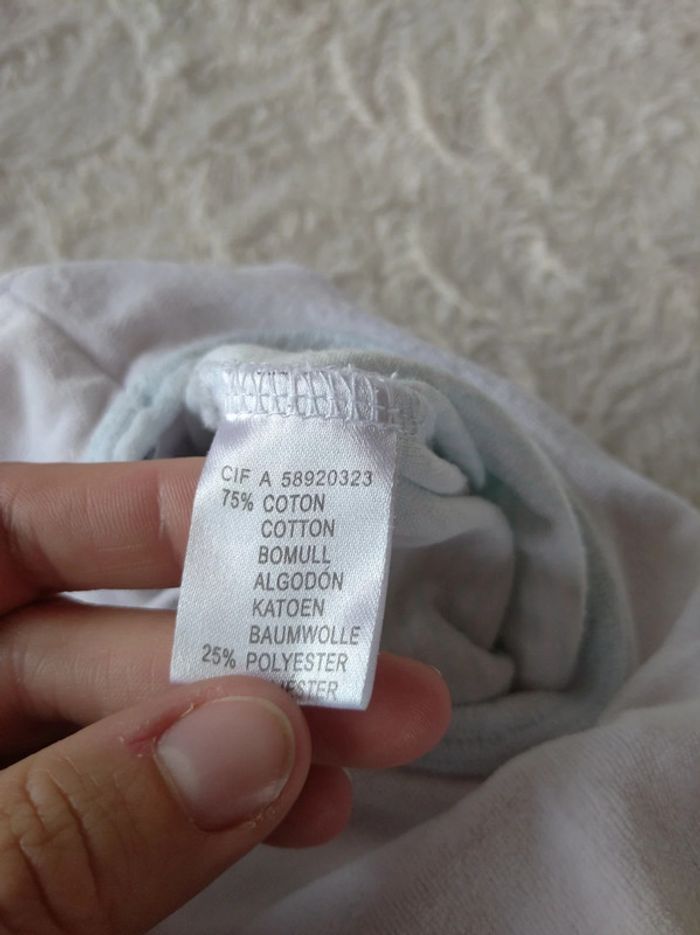 CIF A 58920323
75% COTON
COTTON
BOMULL
ALGODÓN
KATOEN
BAUMWOLLE
25% POLYESTER